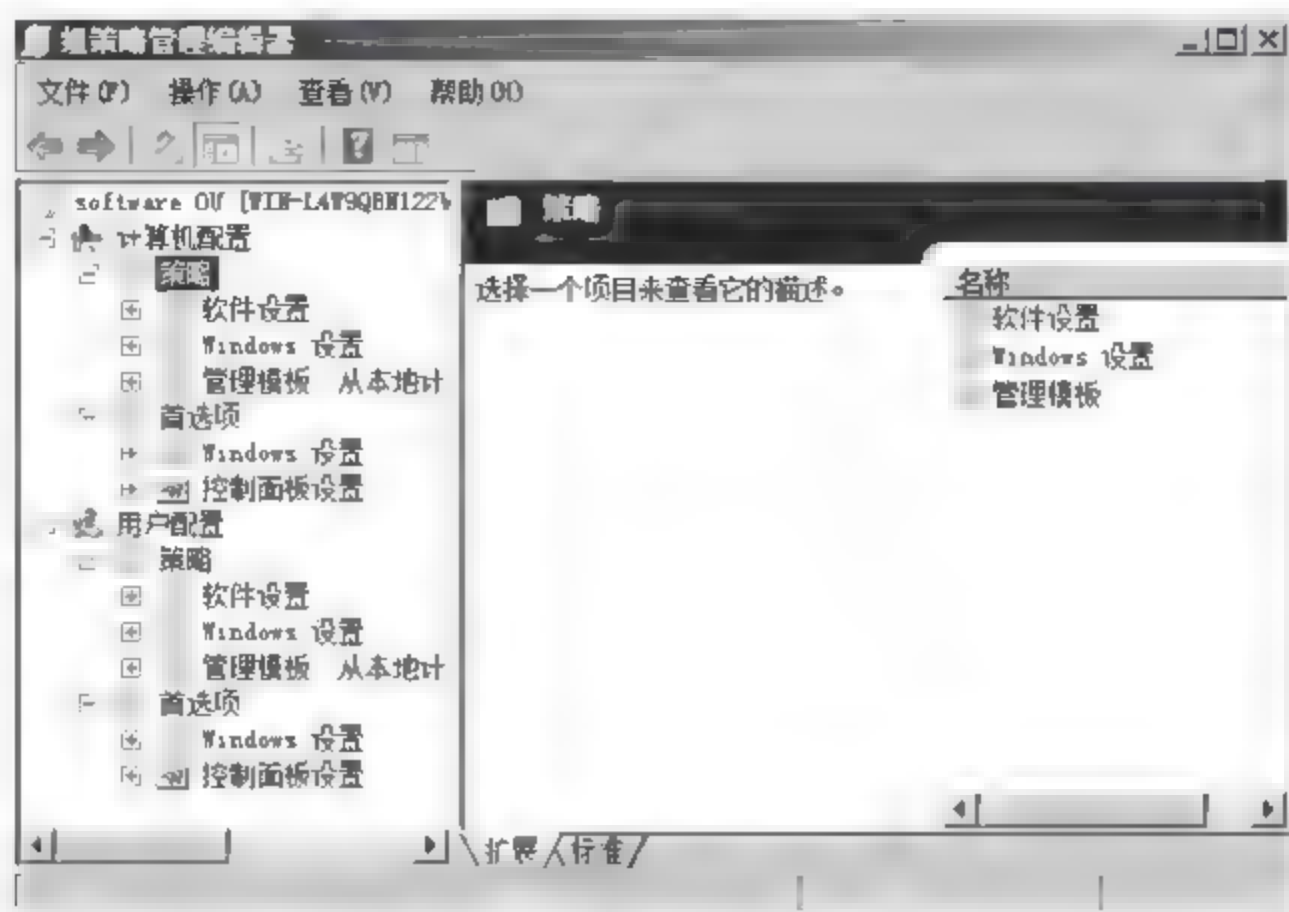 组策略管理编辑器
文件(F) 操作(A) 查看(V) 帮助(H)
software OU [WIN-L4W9QBN122V
计算机配置
策略
软件设置
Windows 设置
管理模板 从本地计
首选项
Windows 设置
控制面板设置
用户配置
策略
软件设置
Windows 设置
管理模板 从本地计
首选项
Windows 设置
控制面板设置
策略
选择一个项目来查看它的描述。
名称
软件设置
Windows 设置
管理模板
扩展 标准